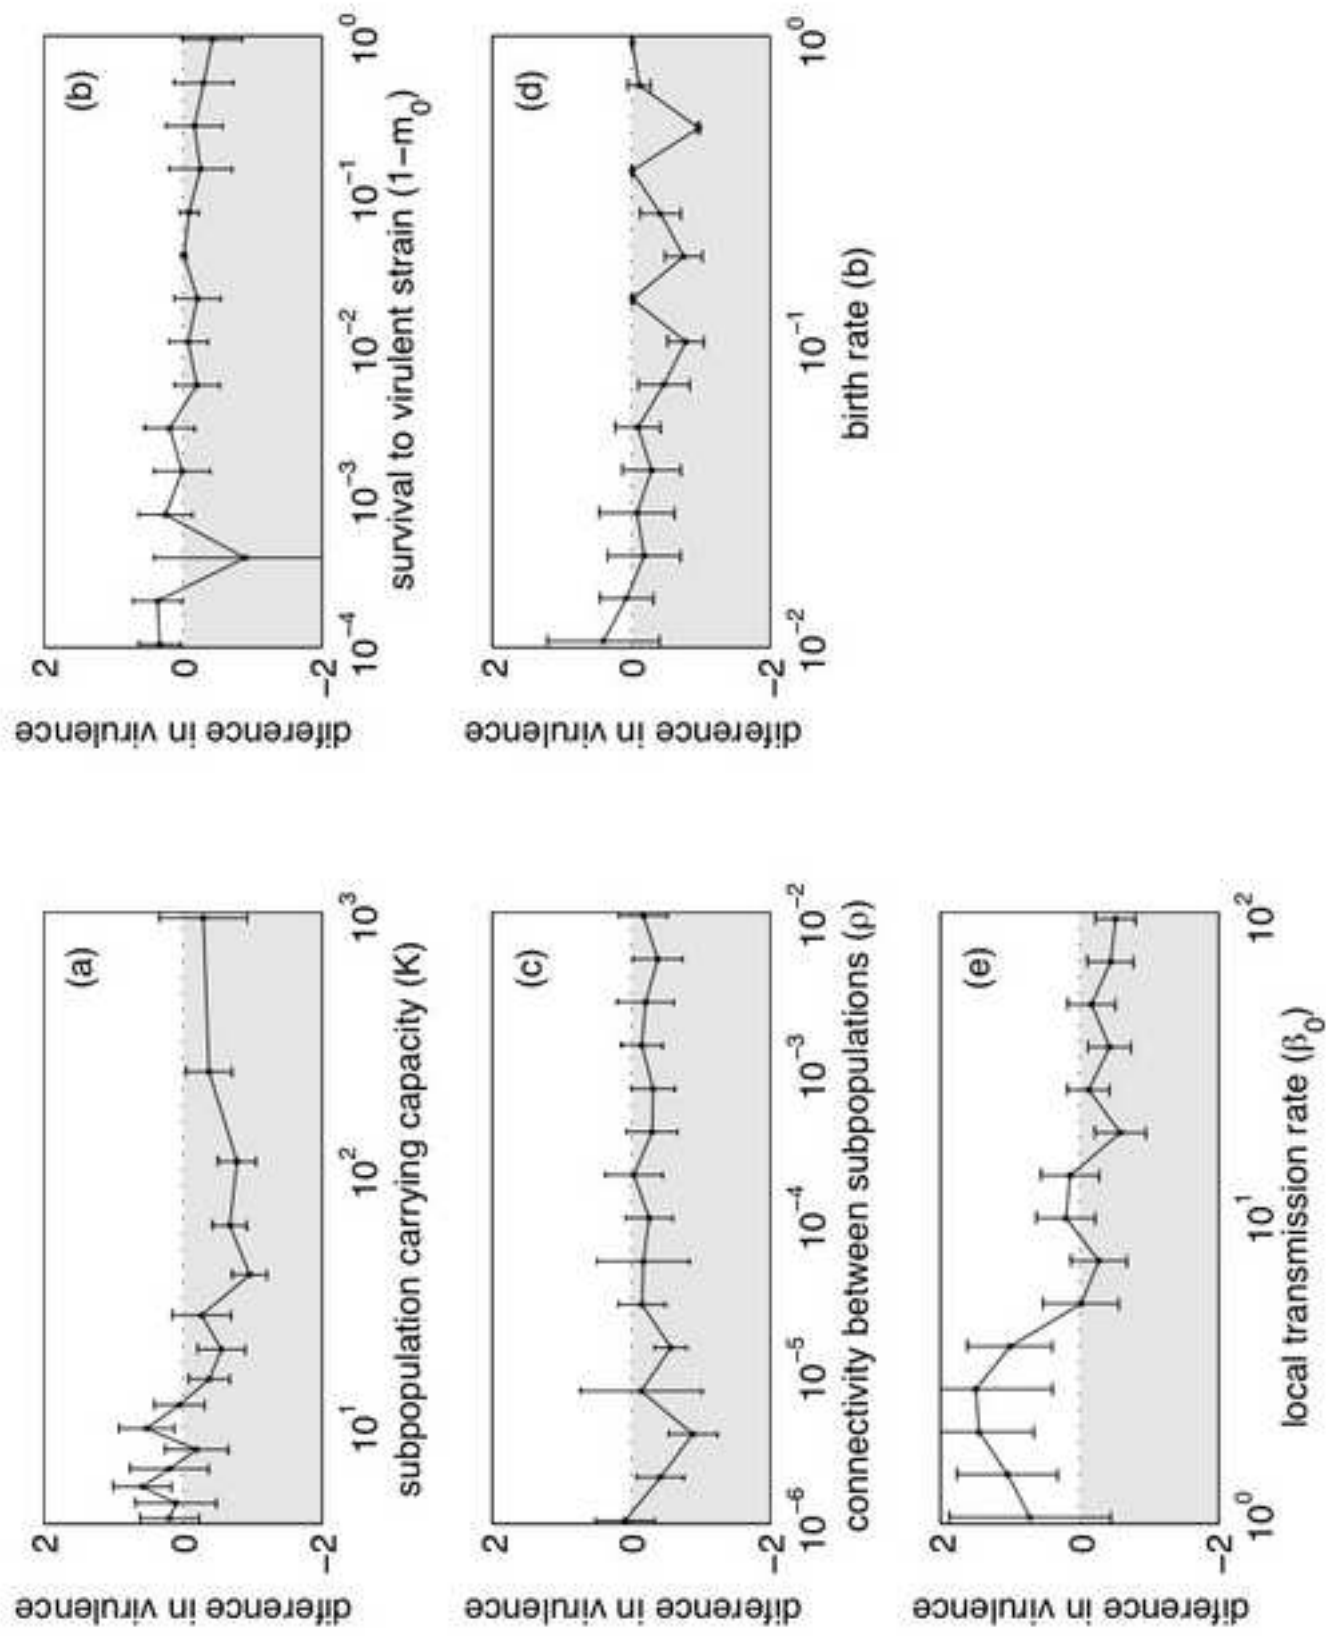 (a)
diference in virulence
2
0
−2
10^1
10^2
10^3
subpopulation carrying capacity (K)
(b)
diference in virulence
2
0
−2
10^−4
10^−3
10^−2
10^−1
10^0
survival to virulent strain (1−m_0)
(c)
diference in virulence
2
0
−2
10^−6
10^−5
10^−4
10^−3
10^−2
connectivity between subpopulations (ρ)
(d)
diference in virulence
2
0
−2
10^−2
10^−1
10^0
birth rate (b)
(e)
diference in virulence
2
0
−2
10^0
10^1
10^2
local transmission rate (β_0)